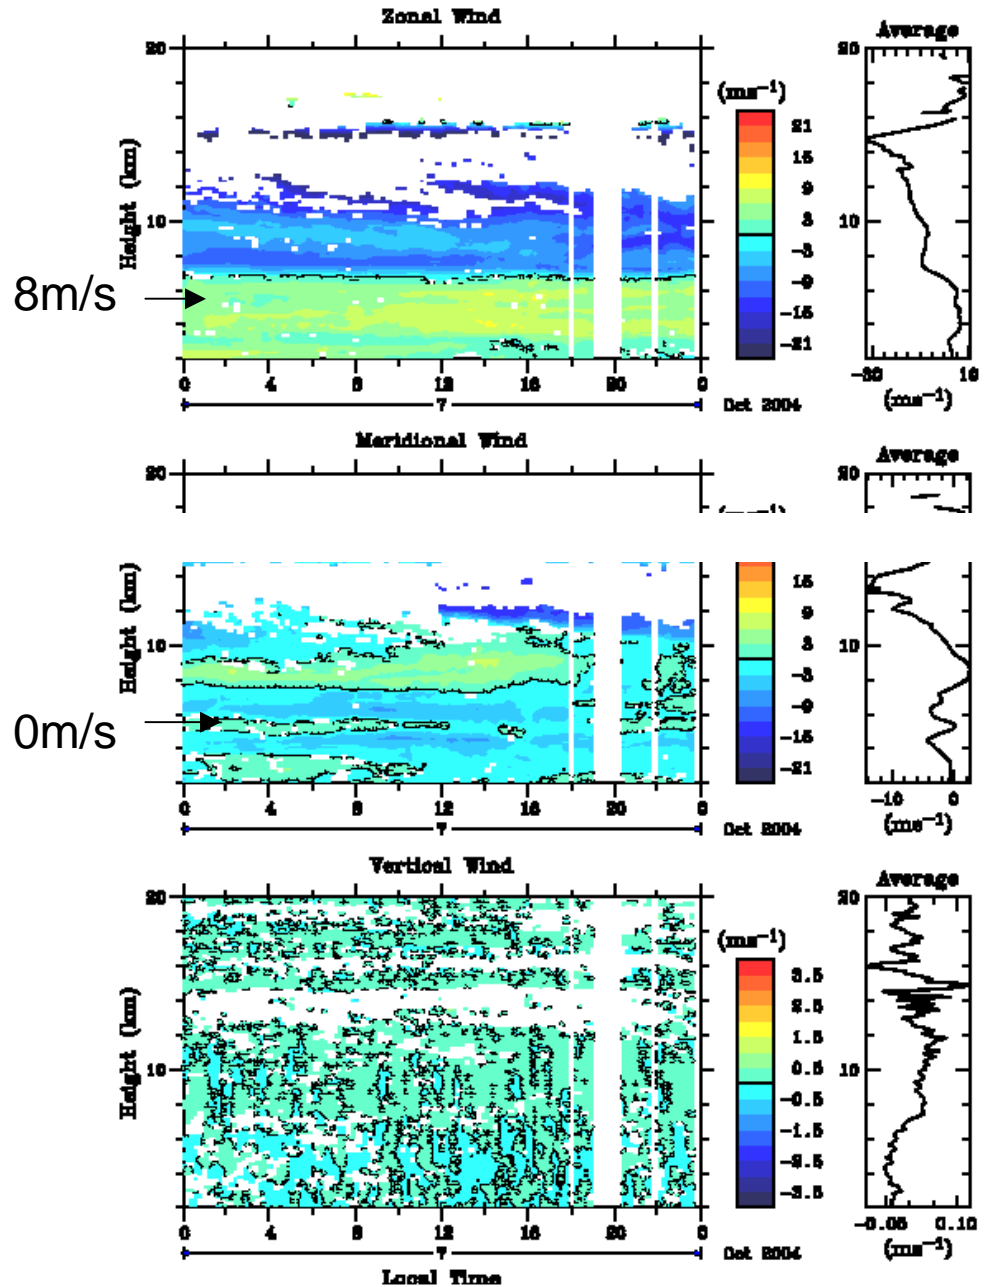 Zonal Wind
Average
20
20
(ms⁻¹)
21
15
9
3
-3
-9
-15
-21
Height (km)
10
10
8m/s
0 4 8 12 16 20 0
-30 10
(ms⁻¹)
7
Oct 2004
Meridional Wind
Average
20
20
15
9
3
-3
-9
-15
-21
Height (km)
10
10
0m/s
0 4 8 12 16 20 0
-10 0
(ms⁻¹)
7
Oct 2004
Vertical Wind
Average
20
20
(ms⁻¹)
3.5
2.5
1.5
0.5
-0.5
-1.5
-2.5
-3.5
Height (km)
10
10
0 4 8 12 16 20 0
-0.05 0.10
(ms⁻¹)
7
Oct 2004
Local Time